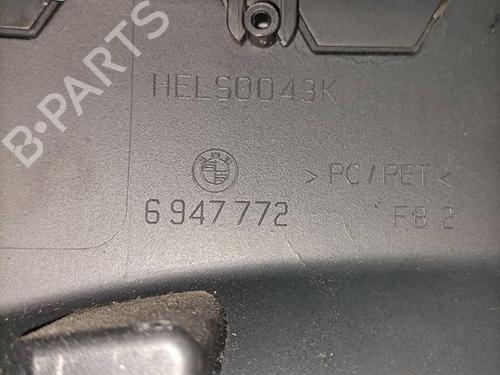 B-PARTS
HELS0043K
> PC/PET <
6 947 772
FB 2